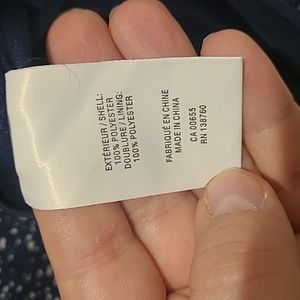 EXTÉRIEUR / SHELL:
100% POLYESTER
DOUBLURE / LINING:
100% POLYESTER
FABRIQUÉ EN CHINE
MADE IN CHINA
CA 00655
RN 138760